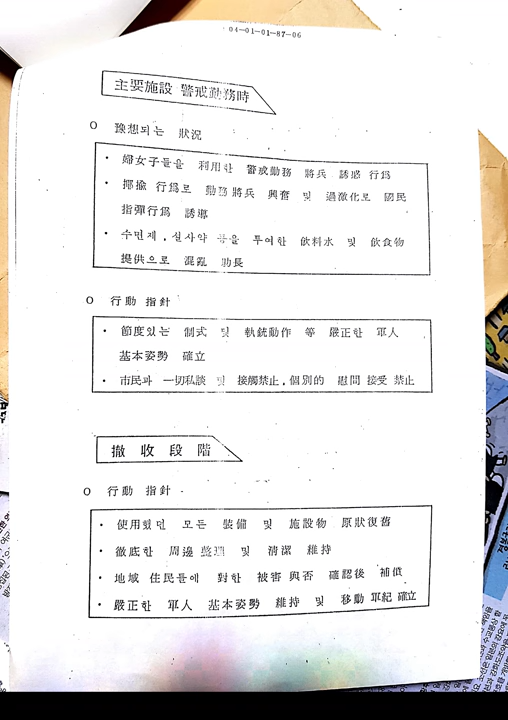 04-01-01-87-06
主要施設 警戒勤務時
O 豫想되는 狀況
· 婦女子들을 利用한 警戒勤務 將兵 誘惑 行爲
· 揶揄 行爲로 勤務將兵 興奮 및 過激化로 國民
指彈行爲 誘導
· 수면제, 설사약 等을 투여한 飮料水 및 飮食物
提供으로 混亂 助長
O 行動 指針
· 節度있는 制式 및 執銃動作 等 嚴正한 軍人
基本姿勢 確立
· 市民과 一切私談 및 接觸禁止, 個別的 慰問 接受 禁止
撤收段階
O 行動 指針
· 使用했던 모든 裝備 및 施設物 原狀復舊
· 徹底한 周邊 整理 및 淸潔 維持
· 地域 住民들에 對한 被害 與否 確認後 補償
· 嚴正한 軍人 基本姿勢 維持 및 移動 軍紀 確立